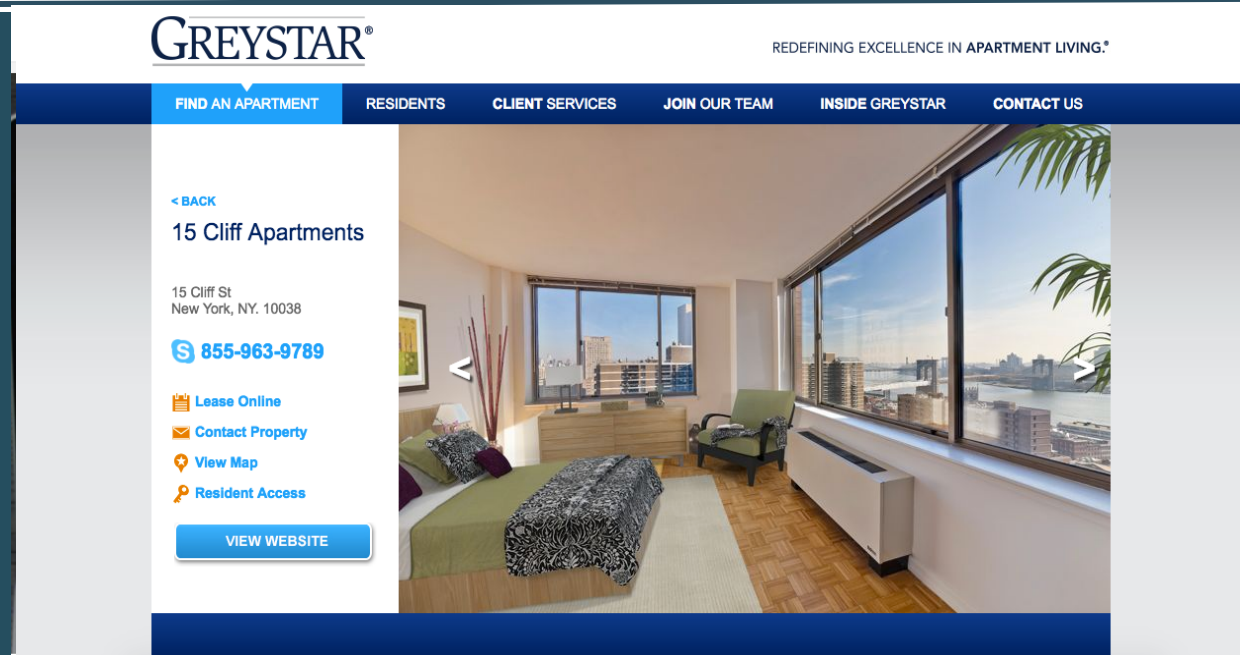 GREYSTAR®
REDEFINING EXCELLENCE IN APARTMENT LIVING.®
FIND AN APARTMENT
RESIDENTS
CLIENT SERVICES
JOIN OUR TEAM
INSIDE GREYSTAR
CONTACT US
< BACK
15 Cliff Apartments
15 Cliff St
New York, NY. 10038
855-963-9789
Lease Online
Contact Property
View Map
Resident Access
VIEW WEBSITE
< >